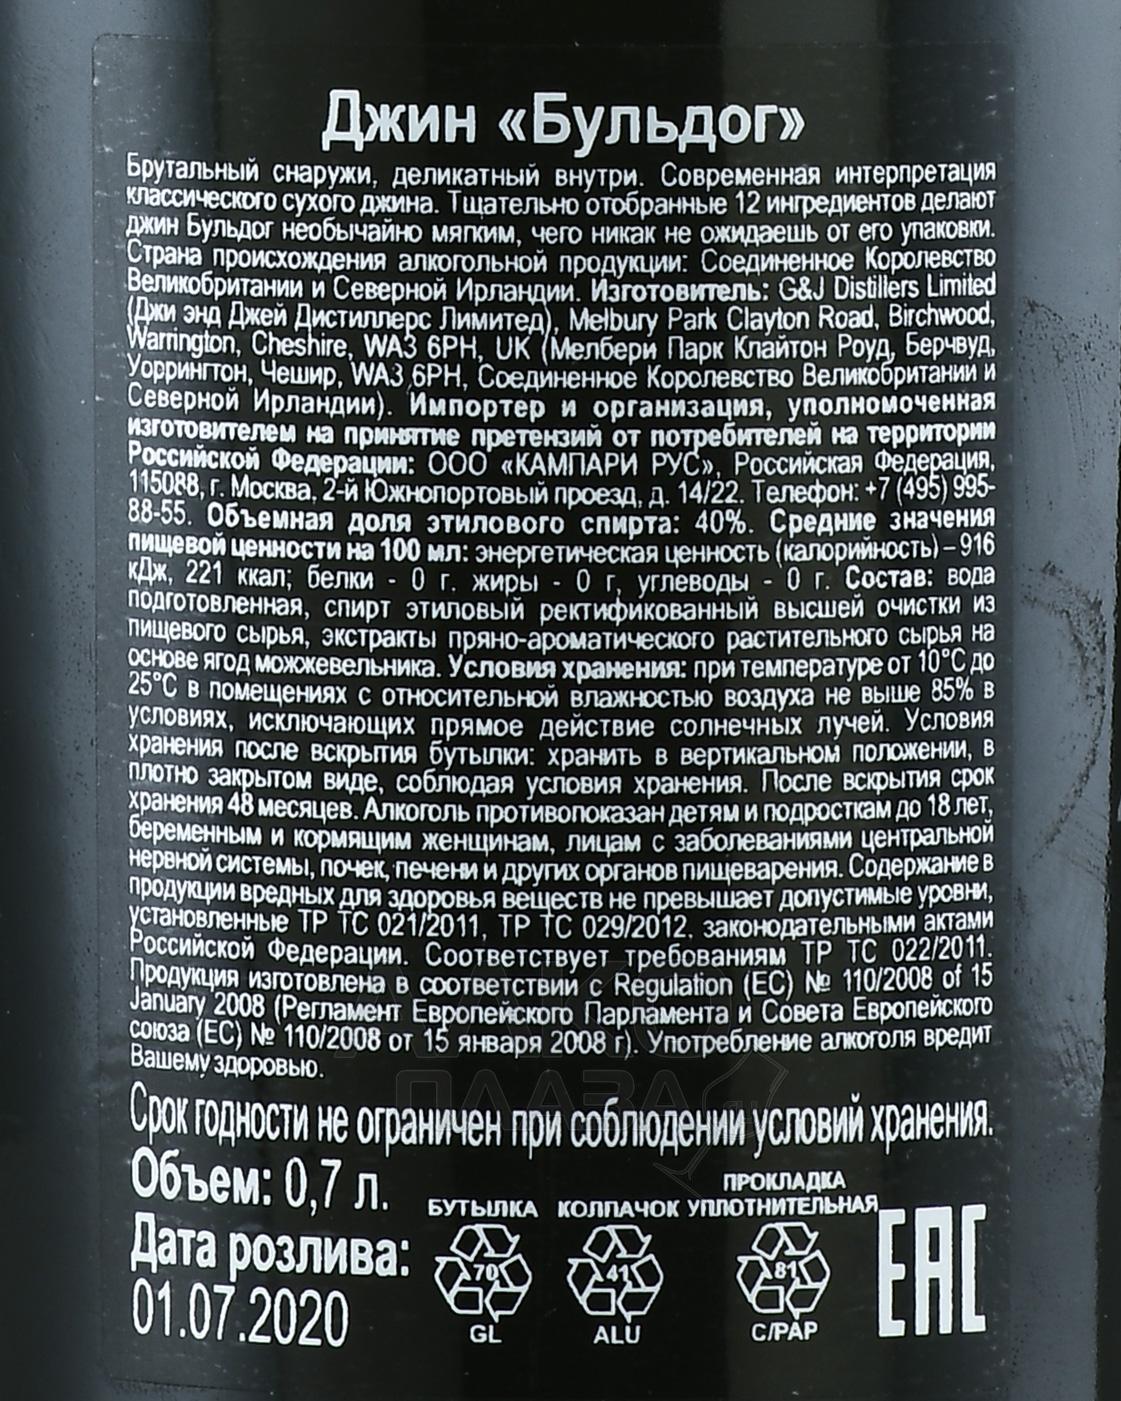 Джин «Бульдог»
Брутальный снаружи, деликатный внутри. Современная интерпретация
классического сухого джина. Тщательно отобранные 12 ингредиентов делают
джин Бульдог необычайно мягким, чего никак не ожидаешь от его упаковки.
Страна происхождения алкогольной продукции: Соединенное Королевство
Великобритании и Северной Ирландии. Изготовитель: G&J Distillers Limited
(Джи энд Джей Дистиллерс Лимитед), Melbury Park Clayton Road, Birchwood,
Warrington, Cheshire, WA3 6PH, UK (Мелбери Парк Клайтон Роуд, Берчвуд,
Уоррингтон, Чешир, WA3 6PH, Соединенное Королевство Великобритании и
Северной Ирландии). Импортер и организация, уполномоченная
изготовителем на принятие претензий от потребителей на территории
Российской Федерации: ООО «КАМПАРИ РУС», Российская Федерация,
115088, г. Москва, 2-й Южнопортовый проезд, д. 14/22. Телефон: +7 (495) 995-
88-55. Объемная доля этилового спирта: 40%. Средние значения
пищевой ценности на 100 мл: энергетическая ценность (калорийность) – 916
кДж, 221 ккал; белки - 0 г. жиры - 0 г, углеводы - 0 г. Состав: вода
подготовленная, спирт этиловый ректификованный высшей очистки из
пищевого сырья, экстракты пряно-ароматического растительного сырья на
основе ягод можжевельника. Условия хранения: при температуре от 10°С до
25°С в помещениях с относительной влажностью воздуха не выше 85% в
условиях, исключающих прямое действие солнечных лучей. Условия
хранения после вскрытия бутылки: хранить в вертикальном положении, в
плотно закрытом виде, соблюдая условия хранения. После вскрытия срок
хранения 48 месяцев. Алкоголь противопоказан детям и подросткам до 18 лет,
беременным и кормящим женщинам, лицам с заболеваниями центральной
нервной системы, почек, печени и других органов пищеварения. Содержание в
продукции вредных для здоровья веществ не превышает допустимые уровни,
установленные ТР ТС 021/2011, ТР ТС 029/2012, законодательными актами
Российской Федерации. Соответствует требованиям ТР ТС 022/2011.
Продукция изготовлена в соответствии с Regulation (EC) № 110/2008 of 15
January 2008 (Регламент Европейского Парламента и Совета Европейского
союза (ЕС) № 110/2008 от 15 января 2008 г). Употребление алкоголя вредит
Вашему здоровью.
Срок годности не ограничен при соблюдении условий хранения.
Объем: 0,7 л.
Дата розлива:
01.07.2020
БУТЫЛКА
70
GL
КОЛПАЧОК
41
ALU
ПРОКЛАДКА
УПЛОТНИТЕЛЬНАЯ
81
C/PAP
ЕАС
АЛКО
ПЛАЗА